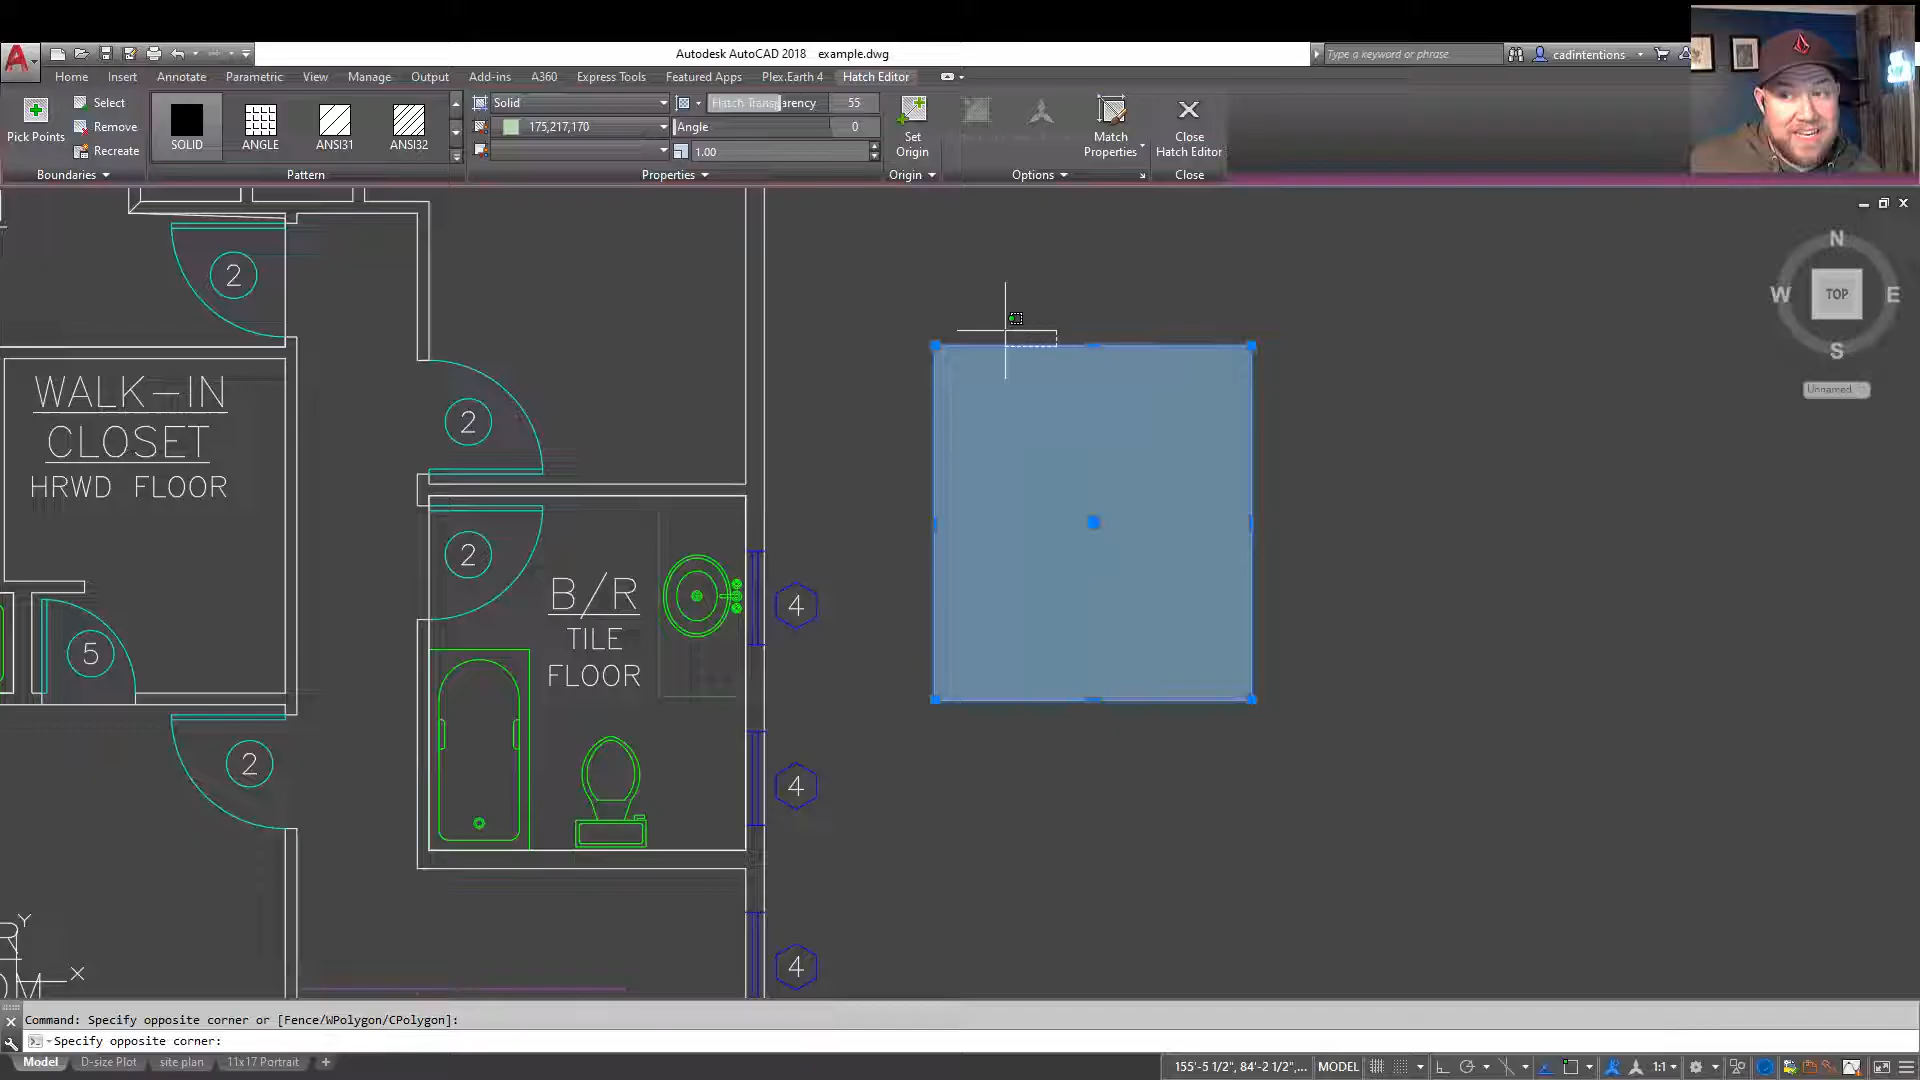 Autodesk AutoCAD 2018 example.dwg
Type a keyword or phrase
cadintentions
Home Insert Annotate Parametric View Manage Output Add-ins A360 Express Tools Featured Apps Plex.Earth 4 Hatch Editor
Pick Points
Select
Remove
Recreate
Boundaries
SOLID
ANGLE
ANSI31
ANSI32
Pattern
Solid
175,217,170
Hatch Transparency 55
Angle 0
1.00
Properties
Set
Origin
Origin
Match
Properties
Options
Close
Hatch Editor
Close
2
WALK-IN
CLOSET
HRWD FLOOR
2
2
B/R
TILE
FLOOR
5
2
4
4
4
Y
X
N
W
TOP
E
S
Unnamed
Command: Specify opposite corner or [Fence/WPolygon/CPolygon]:
Specify opposite corner:
Model D-size Plot site plan 11x17 Portrait +
155'-5 1/2", 84'-2 1/2",... MODEL 1:1